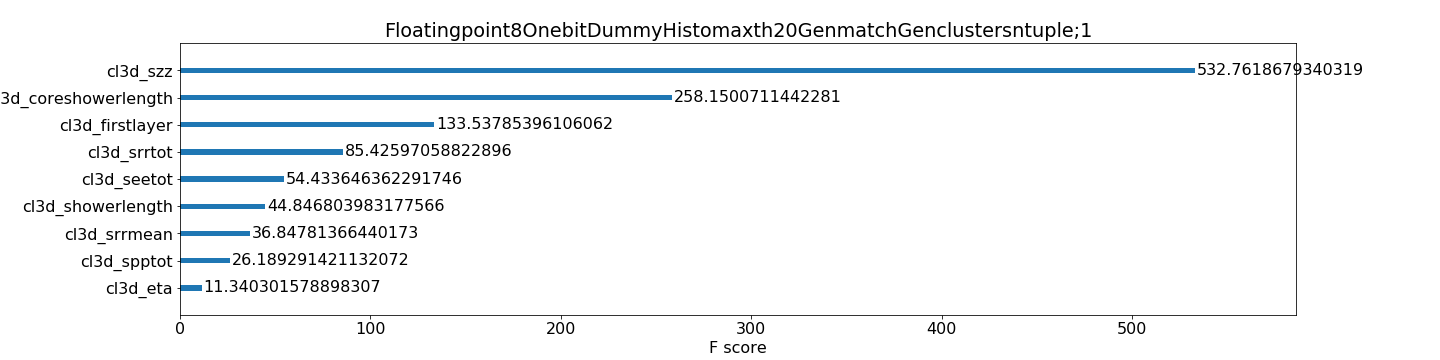 Floatingpoint8OnebitDummyHistomaxth20GenmatchGenclustersntuple;1
cl3d_szz 532.7618679340319
3d_coreshowerlength 258.1500711442281
cl3d_firstlayer 133.53785396106062
cl3d_srrtot 85.42597058822896
cl3d_seetot 54.433646362291746
cl3d_showerlength 44.846803983177566
cl3d_srrmean 36.84781366440173
cl3d_spptot 26.189291421132072
cl3d_eta 11.340301578898307
0 100 200 300 400 500
F score